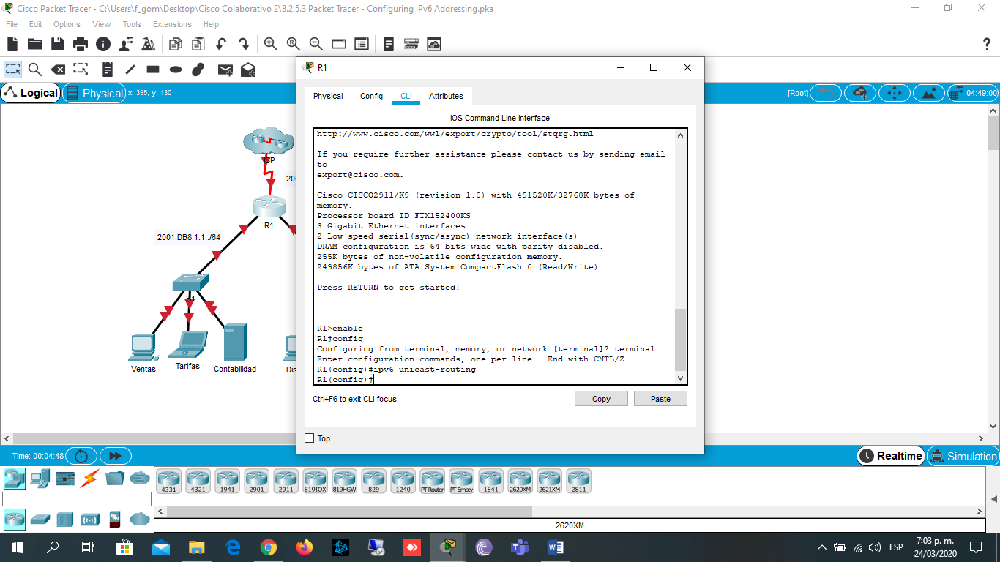 Cisco Packet Tracer - C:\Users\f_gom\Desktop\Cisco Colaborativo 2\8.2.5.3 Packet Tracer - Configuring IPv6 Addressing.pka
File Edit Options View Tools Extensions Help
Logical Physical x: 395, y: 130 [Root] 04:49:00
R1
Physical Config CLI Attributes
IOS Command Line Interface
http://www.cisco.com/wwl/export/crypto/tool/stqrg.html
If you require further assistance please contact us by sending email
to
export@cisco.com.
Cisco CISCO2911/K9 (revision 1.0) with 491520K/32768K bytes of
memory.
Processor board ID FTX152400KS
3 Gigabit Ethernet interfaces
2 Low-speed serial(sync/async) network interface(s)
DRAM configuration is 64 bits wide with parity disabled.
255K bytes of non-volatile configuration memory.
249856K bytes of ATA System CompactFlash 0 (Read/Write)
Press RETURN to get started!
R1>enable
R1#config
Configuring from terminal, memory, or network [terminal]? terminal
Enter configuration commands, one per line. End with CNTL/Z.
R1(config)#ipv6 unicast-routing
R1(config)#
Ctrl+F6 to exit CLI focus
Copy Paste
Top
ISP
200
R1
2001:DB8:1:1::/64
S1
Ventas
Tarifas
Contabilidad
Dis
Time: 00:04:48
Realtime Simulation
4331 4321 1941 2901 2911 819IOX 819HGW 829 1240 PT-Router PT-Empty 1841 2620XM 2621XM 2811
2620XM
ESP
7:03 p. m.
24/03/2020